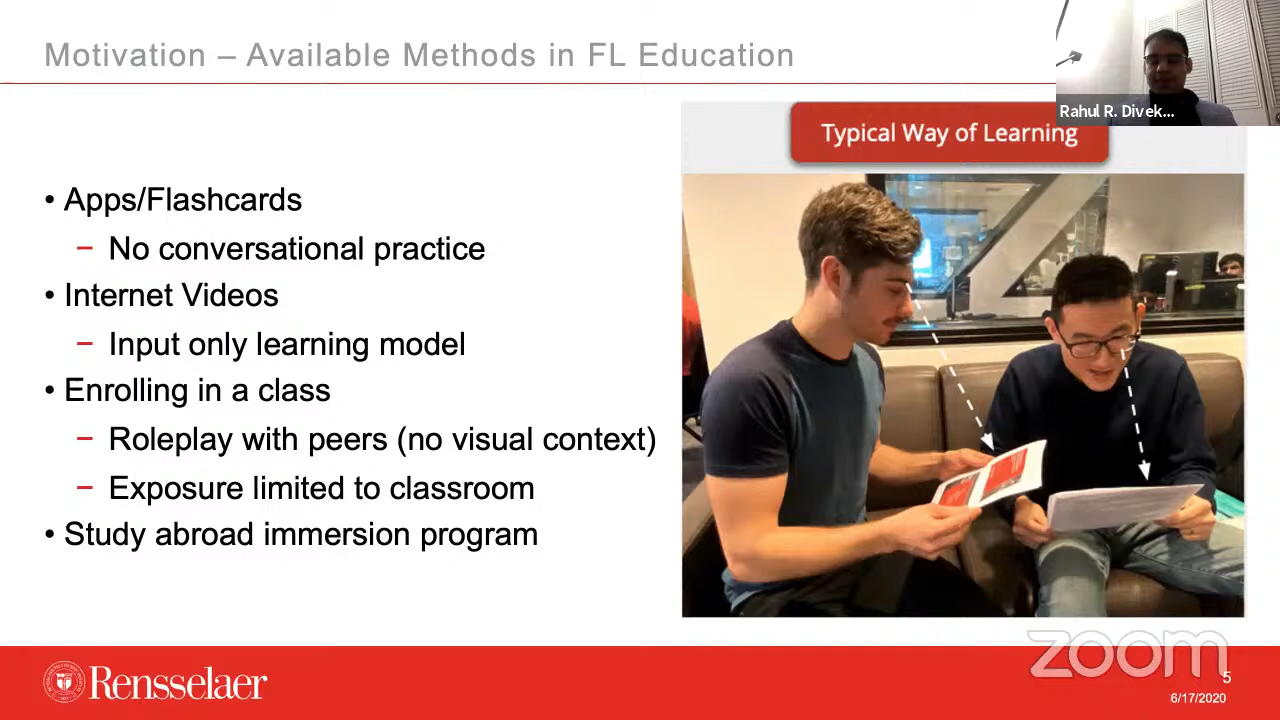 Motivation – Available Methods in FL Education
Rahul R. Divek...
Typical Way of Learning
• Apps/Flashcards
– No conversational practice
• Internet Videos
– Input only learning model
• Enrolling in a class
– Roleplay with peers (no visual context)
– Exposure limited to classroom
• Study abroad immersion program
zoom
Rensselaer
5
6/17/2020